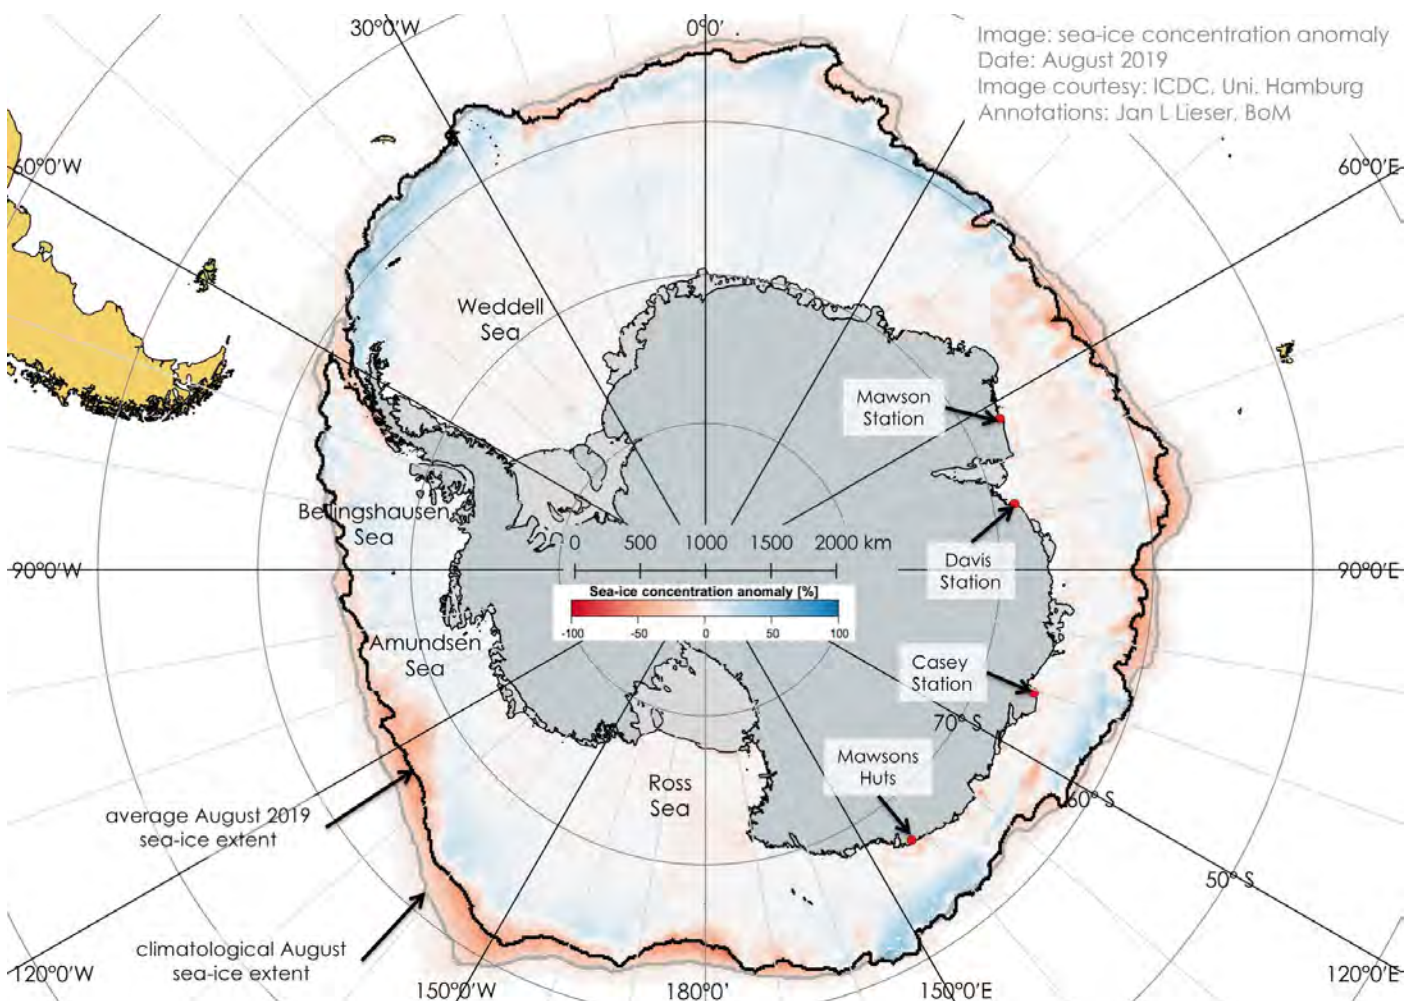 30°0'W
0°0'
Image: sea-ice concentration anomaly
Date: August 2019
Image courtesy: ICDC, Uni. Hamburg
Annotations: Jan L Lieser, BoM
60°0'W
60°0'E
Weddell
Sea
Mawson
Station
Bellingshausen
Sea
0 500 1000 1500 2000 km
Davis
Station
90°0'W
90°0'E
Sea-ice concentration anomaly [%]
-100 -50 0 50 100
Amundsen
Sea
Casey
Station
70° S
Mawsons
Huts
Ross
Sea
60° S
average August 2019
sea-ice extent
50° S
climatological August
sea-ice extent
120°0'W
150°0'W
180°0'
150°0'E
120°0'E